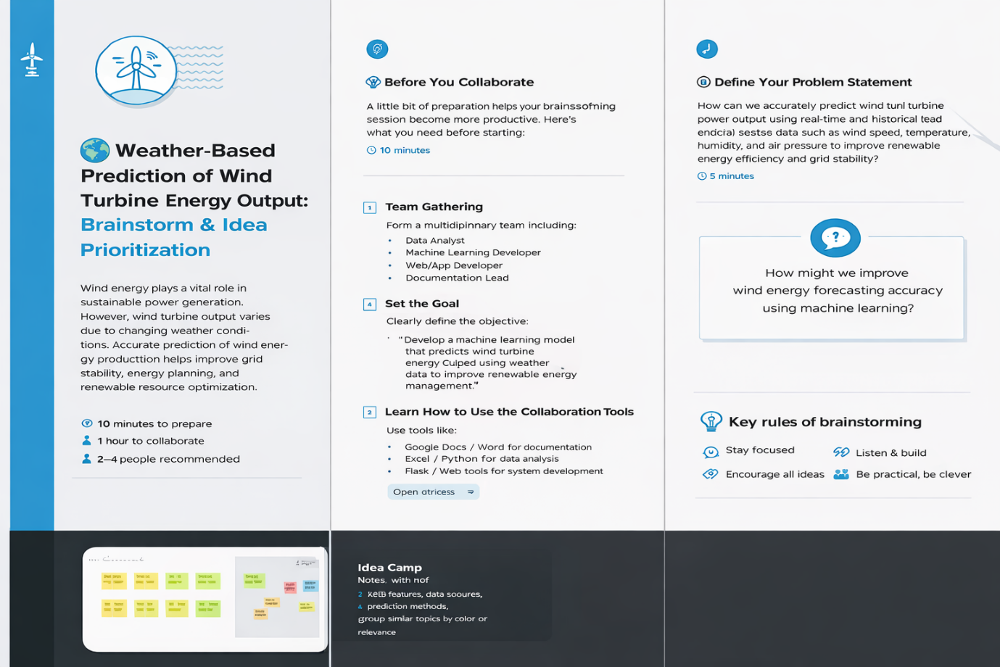 Weather-Based
Prediction of Wind
Turbine Energy Output:
Brainstorm & Idea
Prioritization
Wind energy plays a vital role in
sustainable power generation.
However, wind turbine output varies
due to changing weather condi-
tions. Accurate prediction of wind ener-
gy producttion helps improve grid
stability, energy planning, and
renewable resource optimization.
10 minutes to prepare
1 hour to collaborate
2–4 people recommended
Before You Collaborate
A little bit of preparation helps your brainssofming
session become more productive. Here's
what you need before starting:
10 minutes
1 Team Gathering
Form a multidipinnary team including:
• Data Analyst
• Machine Learning Developer
• Web/App Developer
• Documentation Lead
4 Set the Goal
Clearly define the objective:
"Develop a machine learning model
that predicts wind turbine
energy Culped using weather
data to improve renewable energy
management."
2 Learn How to Use the Collaboration Tools
Use tools like:
• Google Docs / Word for documentation
• Excel / Python for data analysis
• Flask / Web tools for system development
Open atricess
Define Your Problem Statement
How can we accurately predict wind tunl turbine
power output using real-time and historical lead
endcial sestss data such as wind speed, temperature,
humidity, and air pressure to improve renewable
energy efficiency and grid stability?
5 minutes
?
How might we improve
wind energy forecasting accuracy
using machine learning?
Key rules of brainstorming
Stay focused
Listen & build
Encourage all ideas
Be practical, be clever
Idea Camp
Notes. with nof
2 features, data sooures,
4 prediction methods,
group similar topics by color or
relevance